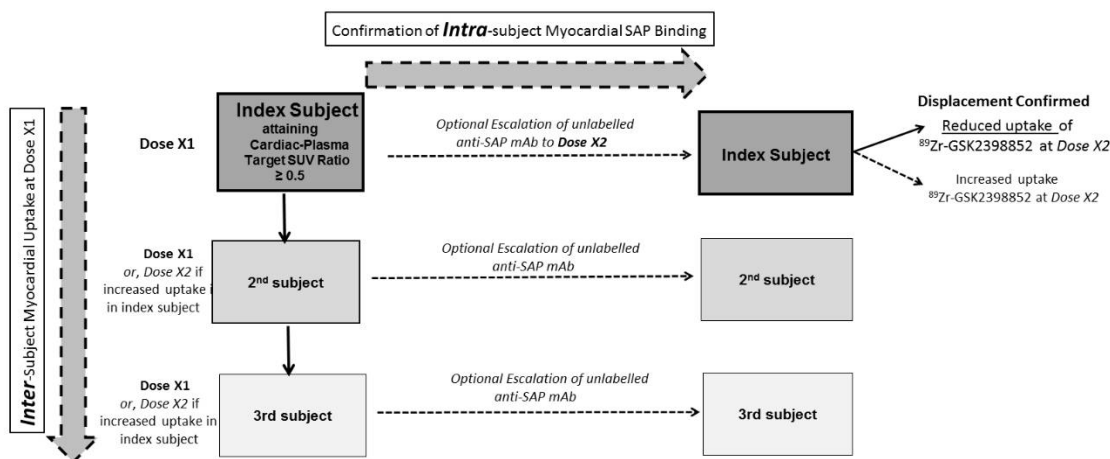 Confirmation of Intra-subject Myocardial SAP Binding
Inter-Subject Myocardial Uptake at Dose X1
Dose X1
Index Subject
attaining
Cardiac-Plasma
Target SUV Ratio
≥ 0.5
Optional Escalation of unlabelled
anti-SAP mAb to Dose X2
Index Subject
Displacement Confirmed
Reduced uptake of
⁸⁹Zr-GSK2398852 at Dose X2
Increased uptake
⁸⁹Zr-GSK2398852 at Dose X2
Dose X1
or, Dose X2 if
increased uptake i
in index subject
2nd subject
Optional Escalation of unlabelled
anti-SAP mAb
2nd subject
Dose X1
or, Dose X2 if
increased uptake in
index subject
3rd subject
Optional Escalation of unlabelled
anti-SAP mAb
3rd subject